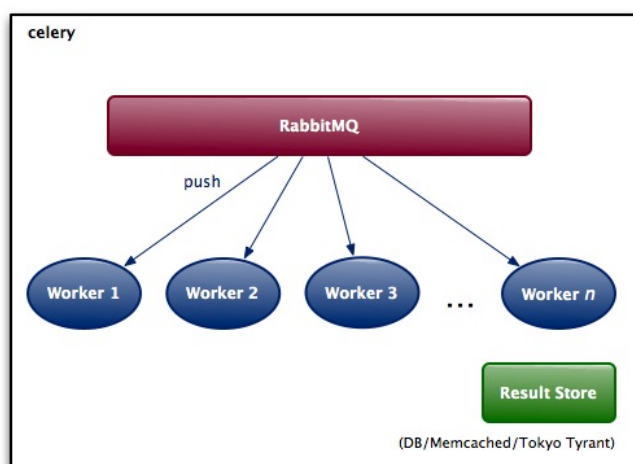 celery
RabbitMQ
push
Worker 1
Worker 2
Worker 3
...
Worker n
Result Store
(DB/Memcached/Tokyo Tyrant)